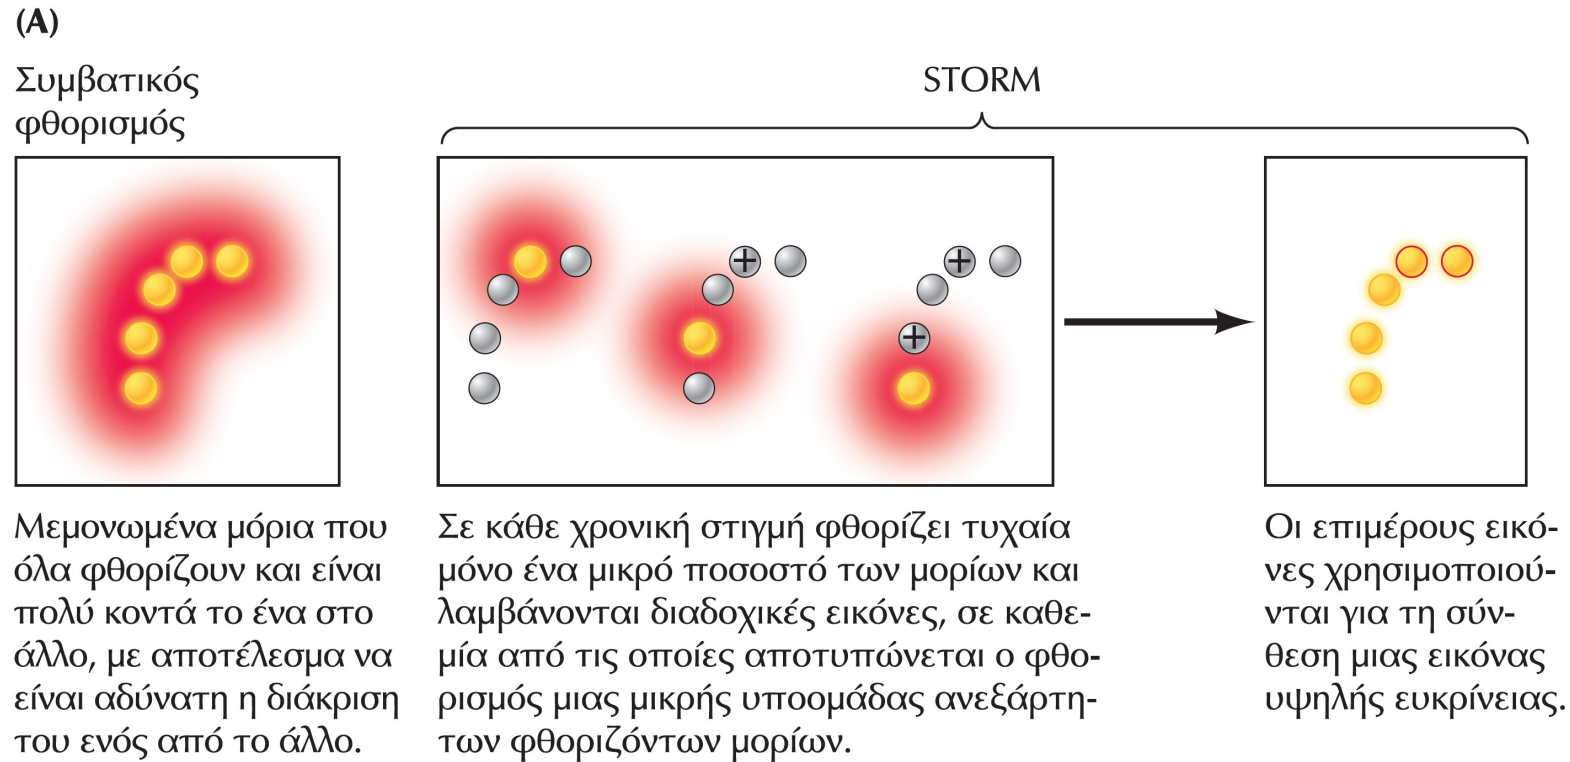 (A)
Συμβατικός
φθορισμός
STORM
Μεμονωμένα μόρια που
όλα φθορίζουν και είναι
πολύ κοντά το ένα στο
άλλο, με αποτέλεσμα να
είναι αδύνατη η διάκριση
του ενός από το άλλο.
Σε κάθε χρονική στιγμή φθορίζει τυχαία
μόνο ένα μικρό ποσοστό των μορίων και
λαμβάνονται διαδοχικές εικόνες, σε καθε-
μία από τις οποίες αποτυπώνεται ο φθο-
ρισμός μιας μικρής υποομάδας ανεξάρτη-
των φθοριζόντων μορίων.
Οι επιμέρους εικό-
νες χρησιμοποιού-
νται για τη σύν-
θεση μιας εικόνας
υψηλής ευκρίνειας.